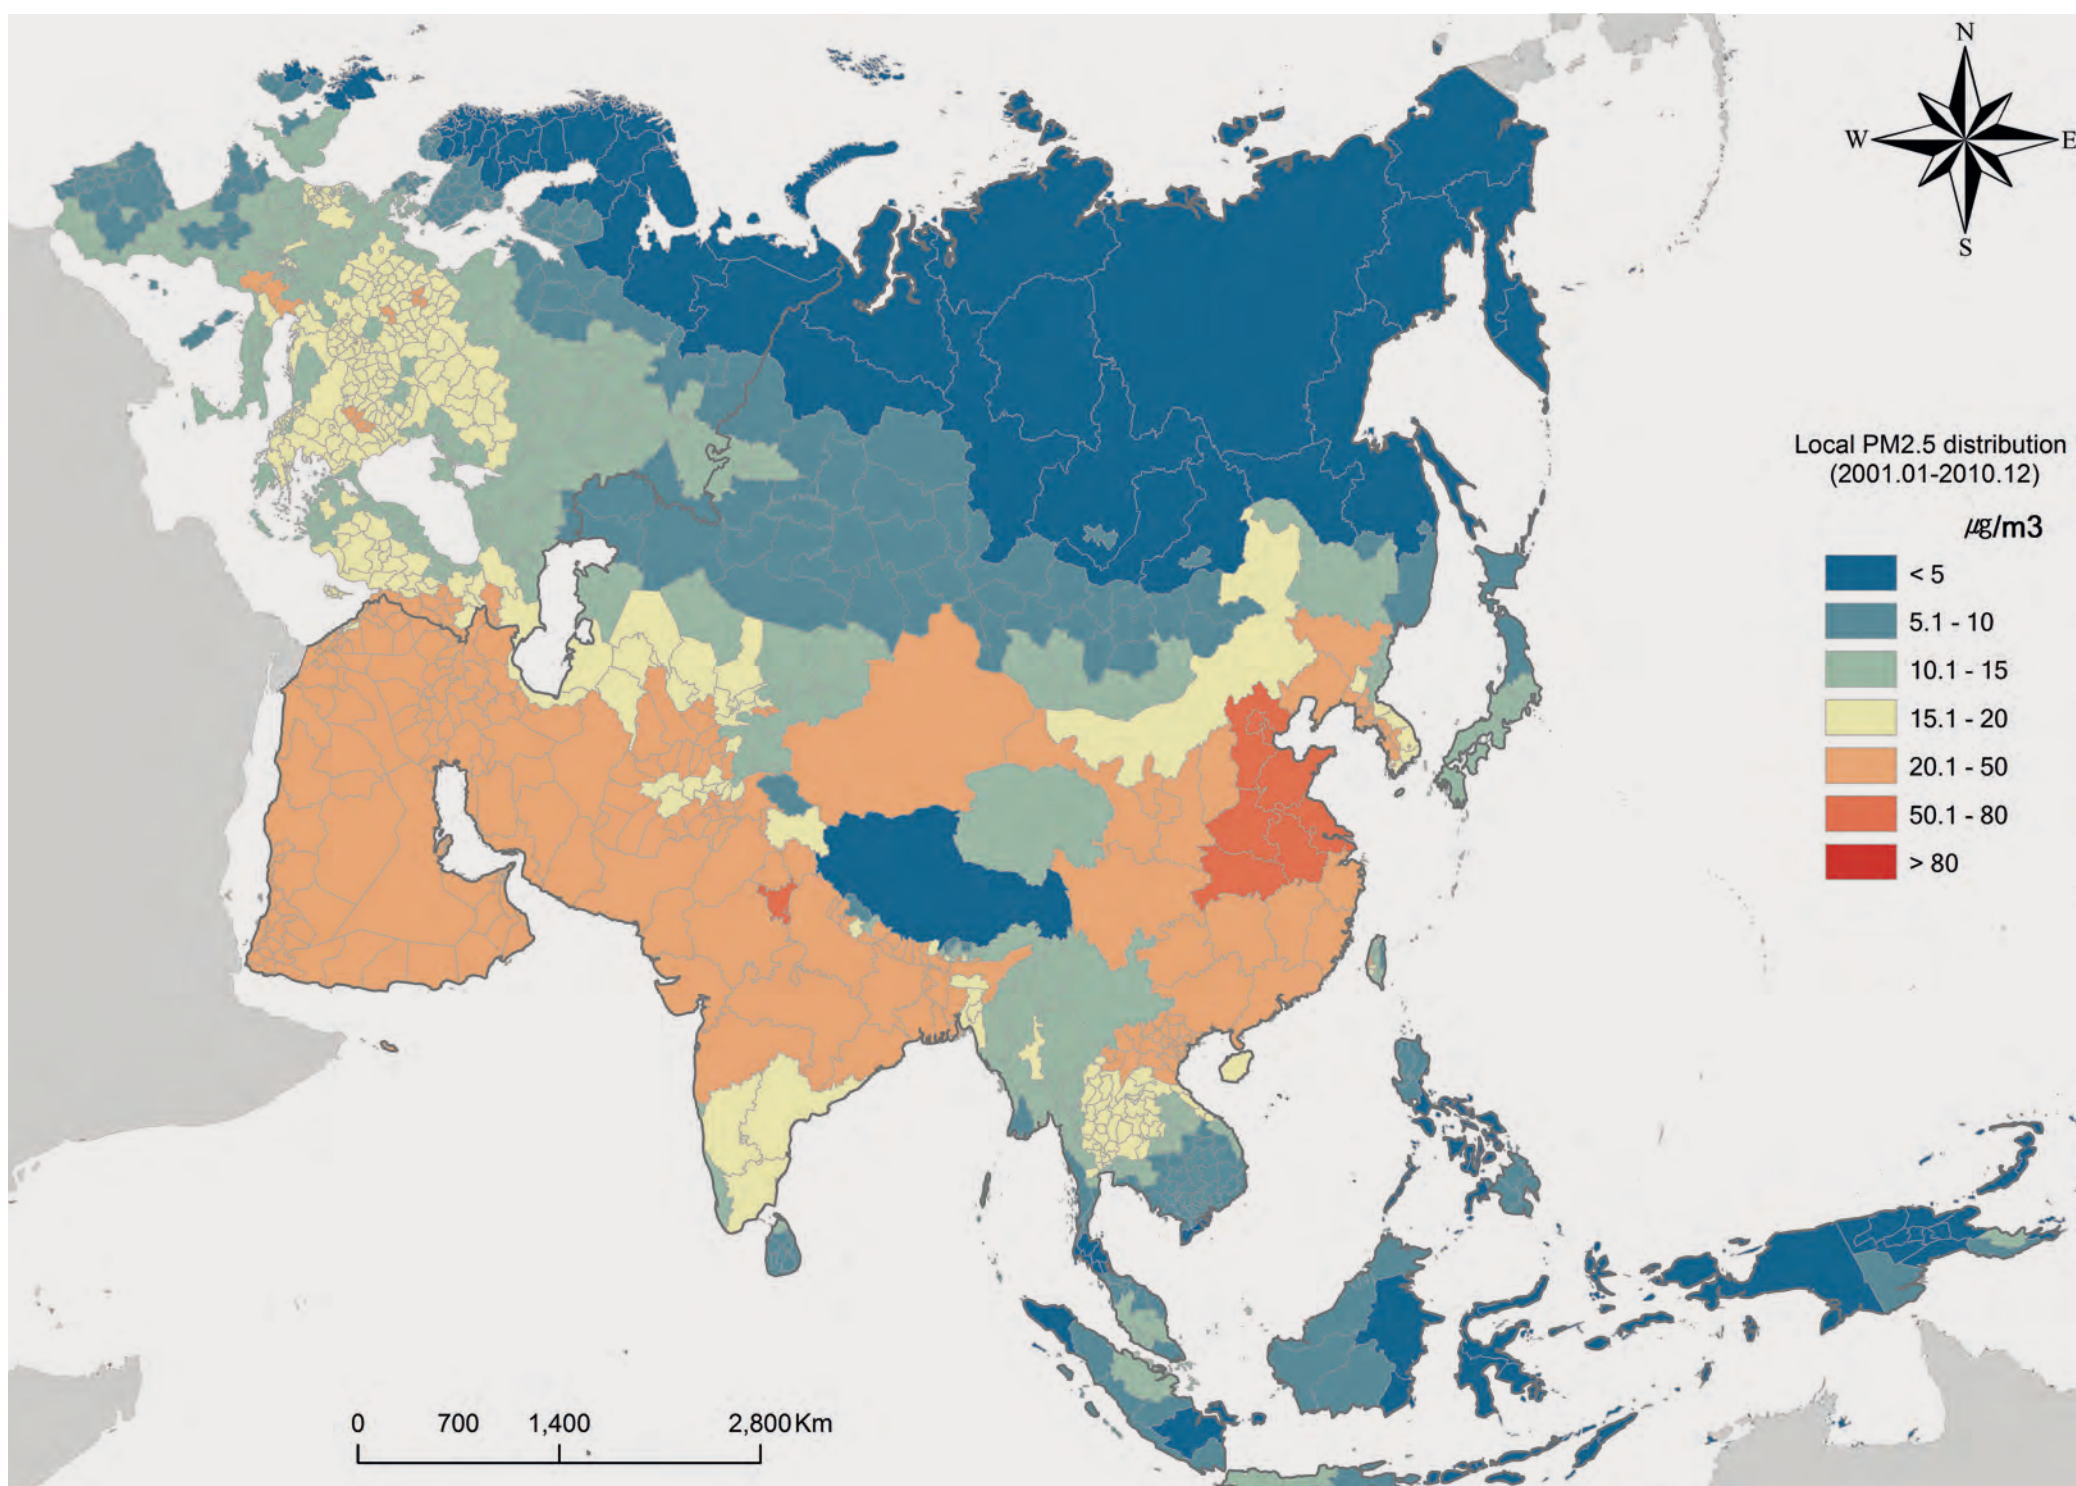 N
W
E
S
Local PM2.5 distribution
(2001.01-2010.12)
μg/m3
< 5
5.1 - 10
10.1 - 15
15.1 - 20
20.1 - 50
50.1 - 80
> 80
0 700 1,400 2,800 Km